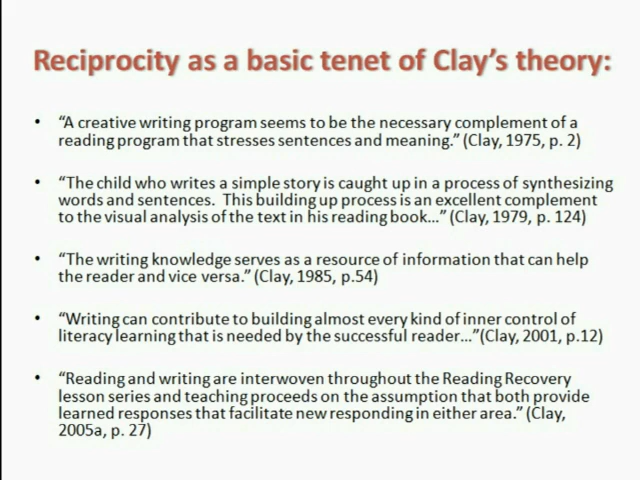 Reciprocity as a basic tenet of Clay's theory:
• "A creative writing program seems to be the necessary complement of a
reading program that stresses sentences and meaning." (Clay, 1975, p. 2)
• "The child who writes a simple story is caught up in a process of synthesizing
words and sentences.  This building up process is an excellent complement
to the visual analysis of the text in his reading book…" (Clay, 1979, p. 124)
• "The writing knowledge serves as a resource of information that can help
the reader and vice versa." (Clay, 1985, p.54)
• "Writing can contribute to building almost every kind of inner control of
literacy learning that is needed by the successful reader…"(Clay, 2001, p.12)
• "Reading and writing are interwoven throughout the Reading Recovery
lesson series and teaching proceeds on the assumption that both provide
learned responses that facilitate new responding in either area." (Clay,
2005a, p. 27)